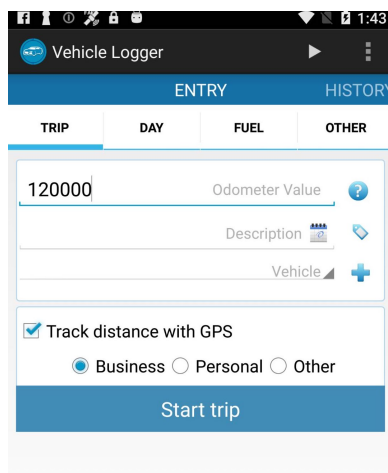 1:43
Vehicle Logger
ENTRY HISTORY
TRIP DAY FUEL OTHER
120000 Odometer Value
Description
Vehicle
Track distance with GPS
Business Personal Other
Start trip